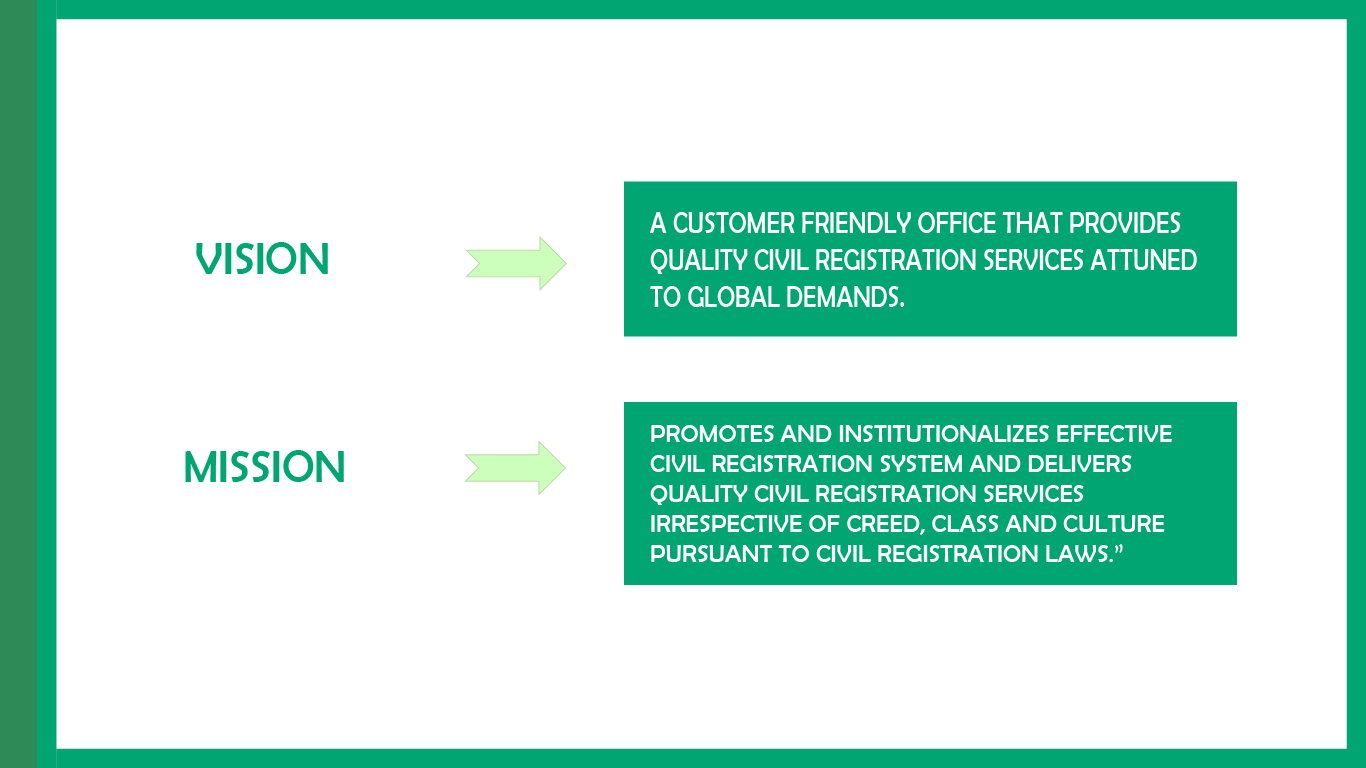 VISION
A CUSTOMER FRIENDLY OFFICE THAT PROVIDES
QUALITY CIVIL REGISTRATION SERVICES ATTUNED
TO GLOBAL DEMANDS.
MISSION
PROMOTES AND INSTITUTIONALIZES EFFECTIVE
CIVIL REGISTRATION SYSTEM AND DELIVERS
QUALITY CIVIL REGISTRATION SERVICES
IRRESPECTIVE OF CREED, CLASS AND CULTURE
PURSUANT TO CIVIL REGISTRATION LAWS.”